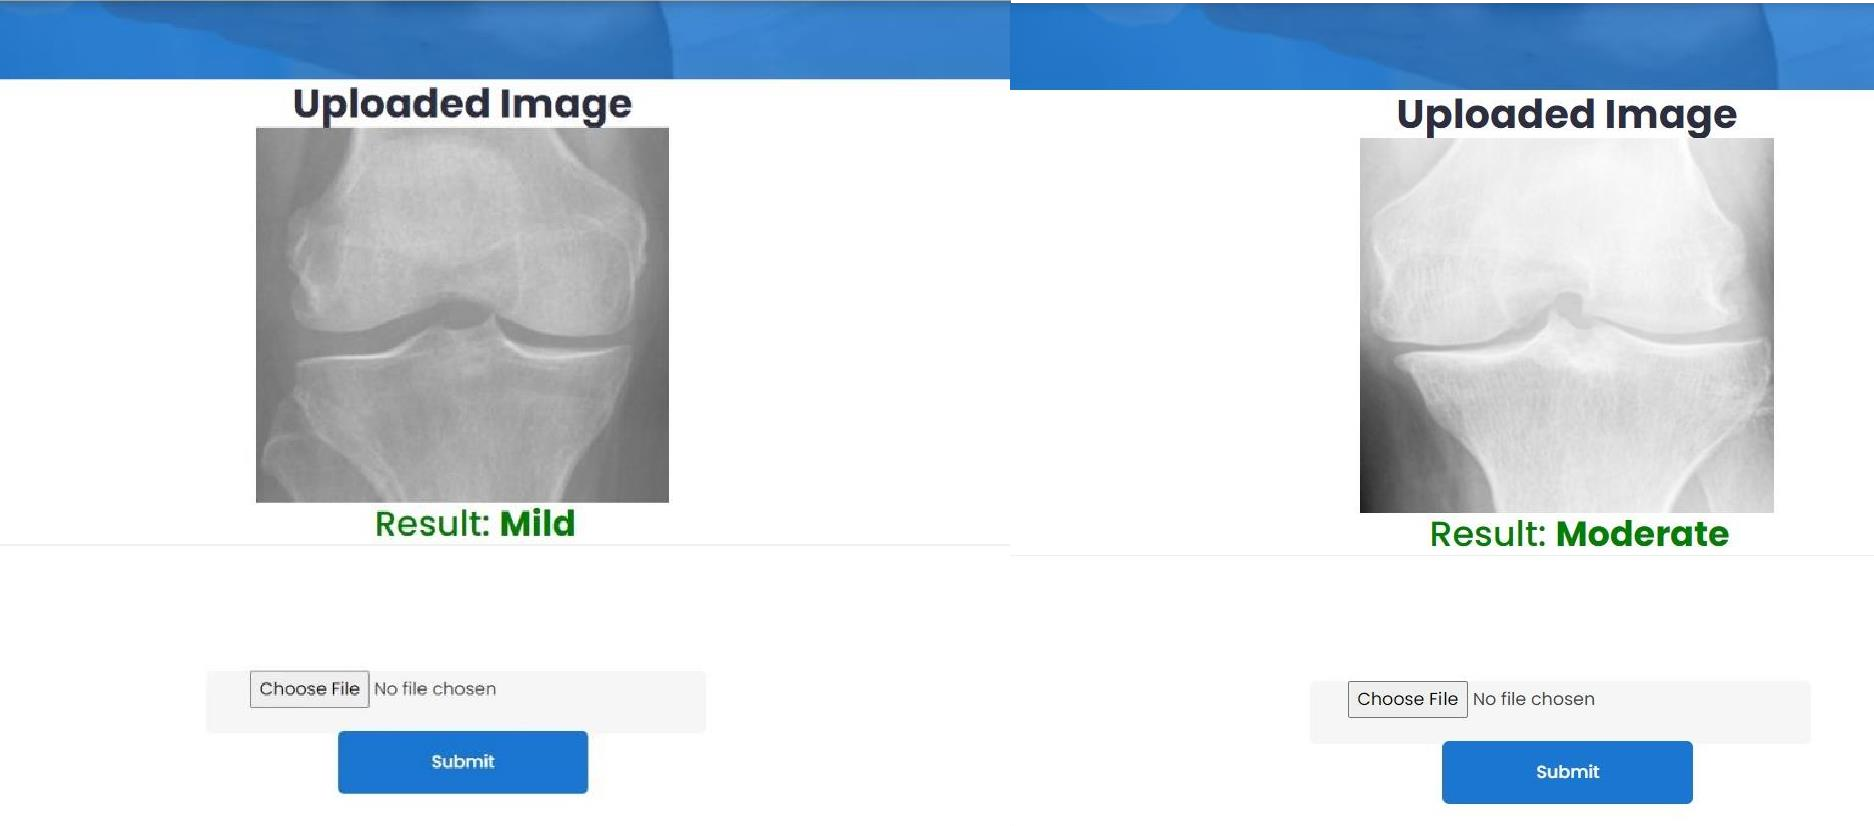 Uploaded Image
Result: Mild
Choose File No file chosen
Submit
Uploaded Image
Result: Moderate
Choose File No file chosen
Submit